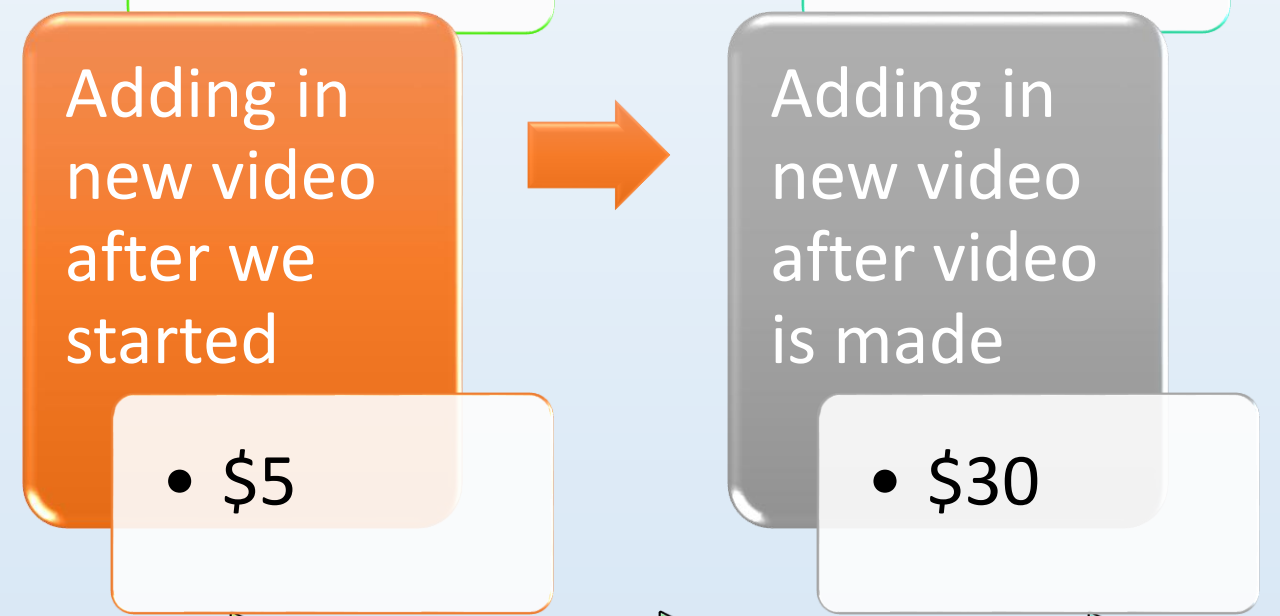 Adding in
new video
after we
started
• $5
Adding in
new video
after video
is made
• $30